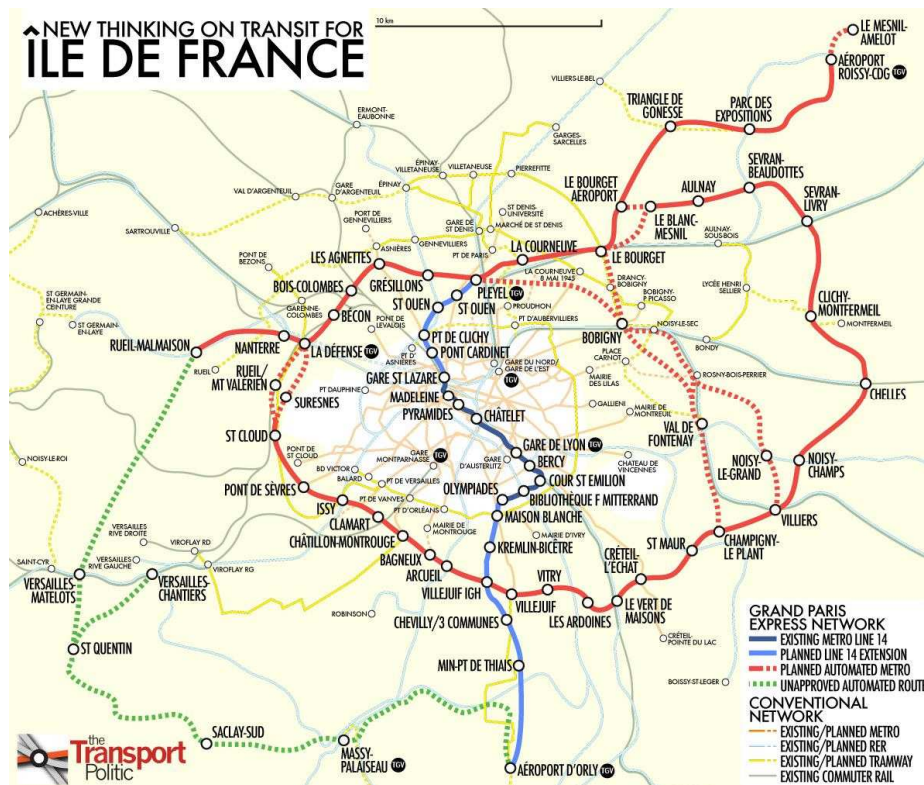 NEW THINKING ON TRANSIT FOR
ÎLE DE FRANCE
10 km
LE MESNIL-
AMELOT
AÉROPORT
ROISSY-CDG TGV
VILLIERS-LE-BEL
TRIANGLE DE
GONESSE
PARC DES
EXPOSITIONS
ERMONT-
EAUBONNE
GARGES-
SARCELLES
ÉPINAY-
VILLETANEUSE
VILLETANEUSE
PIERREFITTE
SEVRAN-
BEAUDOTTES
VAL D'ARGENTEUIL
GARE
D'ARGENTEUIL
ÉPINAY
LE BOURGET
AÉROPORT
AULNAY
SEVRAN-
LIVRY
ACHÈRES-VILLE
SARTROUVILLE
PORT DE
GENNEVILLIERS
GARE DE
ST DENIS
ST DENIS-
UNIVERSITÉ
MARCHÉ DE ST DENIS
LE BLANC-
MESNIL
AULNAY-
SOUS-BOIS
ASNIÈRES
GENNEVILLIERS
PT DE PARIS
LA COURNEUVE
LE BOURGET
PONT DE
BEZONS
LES AGNETTES
BOIS-COLOMBES
GRÉSILLONS
PLEYEL TGV
LA COURNEUVE
8 MAI 1945
DRANCY-
BOBIGNY
LYCÉE HENRI
SELLIER
ST GERMAIN-
EN-LAYE GRANDE
CEINTURE
GARENNE-
COLOMBES
BÉCON
ST OUEN
ST OUEN
PROUDHON
BOBIGNY-
P PICASSO
CLICHY-
MONTFERMEIL
MONTFERMEIL
ST GERMAIN-
EN-LAYE
PONT DE
LEVALOIS
PT D'AUBERVILLIERS
BOBIGNY
NOISY-LE-SEC
RUEIL-MALMAISON
NANTERRE
LA DÉFENSE TGV
PT DE CLICHY
PONT CARDINET
PT
D'ASNIÈRES
BONDY
RUEIL
RUEIL/
MT VALÉRIEN
GARE ST LAZARE
GARE DU NORD/
GARE DE L'EST
TGV
PLACE
CARNOT
MAIRIE
DES LILAS
ROSNY-BOIS-PERRIER
CHELLES
SURESNES
PT DAUPHINE
MADELEINE
PYRAMIDES
CHÂTELET
GALLIENI
MAIRIE DE
MONTREUIL
VAL DE
FONTENAY
ST CLOUD
NOISY-LE-ROI
PONT DE
ST CLOUD
GARE
MONTPARNASSE
TGV
GARE DE LYON TGV
GARE
D'AUSTERLITZ
BERCY
CHATEAU DE
VINCENNES
NOISY-
LE-GRAND
NOISY-
CHAMPS
BD VICTOR
BALARD
PT DE VERSAILLES
COUR ST EMILION
OLYMPIADES
BIBLIOTHÈQUE F MITTERRAND
PONT DE SÈVRES
ISSY
PT DE VANVES
PT D'ORLÉANS
MAISON BLANCHE
VILLIERS
VERSAILLES
RIVE DROITE
CLAMART
MAIRIE DE
MONTROUGE
MAIRIE D'IVRY
CHAMPIGNY-
LE PLANT
VIROFLAY RD
CHÂTILLON-MONTROUGE
KREMLIN-BICÊTRE
ST MAUR
SAINT-CYR
VERSAILLES
RIVE GAUCHE
VIROFLAY RG
BAGNEUX
ARCUEIL
CRÉTEIL-
L'ECHAT
VERSAILLES-
MATELOTS
VERSAILLES-
CHANTIERS
VILLEJUIF IGH
VITRY
VILLEJUIF
LES ARDOINES
LE VERT DE
MAISONS
ROBINSON
CHEVILLY/3 COMMUNES
CRÉTEIL-
POINTE DU LAC
ST QUENTIN
MIN-PT DE THIAIS
BOISSY-ST-LEGER
SACLAY-SUD
MASSY-
PALAISEAU TGV
AÉROPORT D'ORLY TGV
GRAND PARIS
EXPRESS NETWORK
EXISTING METRO LINE 14
PLANNED LINE 14 EXTENSION
PLANNED AUTOMATED METRO
UNAPPROVED AUTOMATED ROUTE
CONVENTIONAL
NETWORK
EXISTING/PLANNED METRO
EXISTING/PLANNED RER
EXISTING/PLANNED TRAMWAY
EXISTING COMMUTER RAIL
the
Transport
Politic